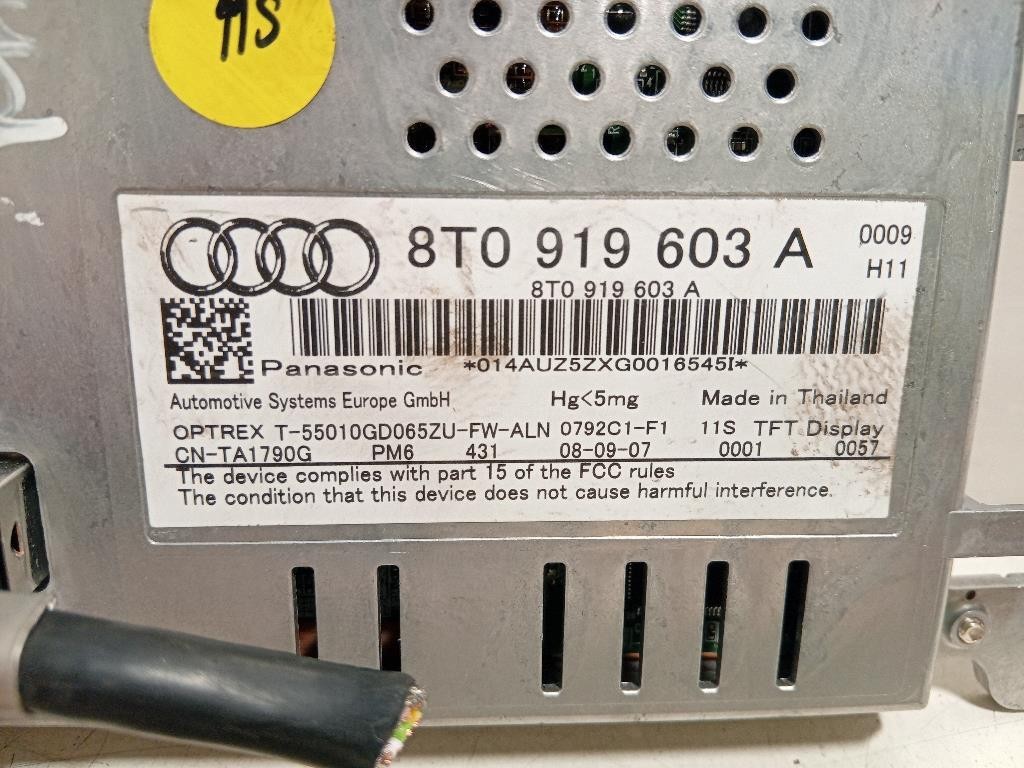 11S
8T0 919 603 A 0009
H11
8T0 919 603 A
Panasonic *014AUZ5ZXG0016545I*
Automotive Systems Europe GmbH Hg<5mg Made in Thailand
OPTREX T-55010GD065ZU-FW-ALN 0792C1-F1 11S TFT Display
CN-TA1790G PM6 431 08-09-07 0001 0057
The device complies with part 15 of the FCC rules
The condition that this device does not cause harmful interference.